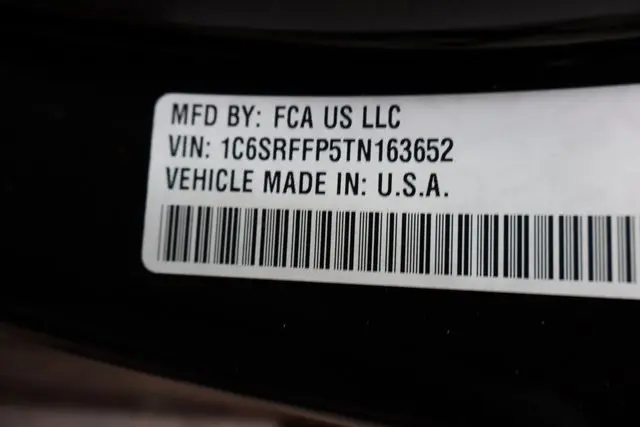 MFD BY: FCA US LLC
VIN: 1C6SRFFP5TN163652
VEHICLE MADE IN: U.S.A.